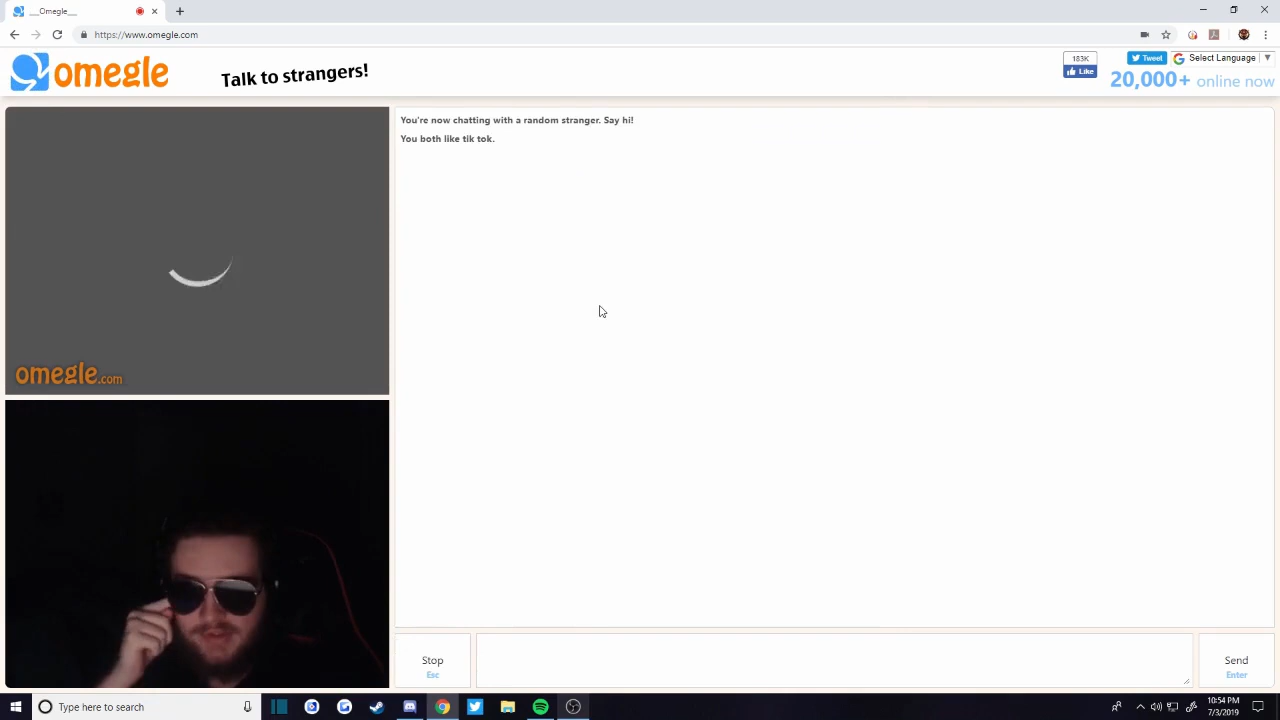 __Omegle__
https://www.omegle.com
omegle
Talk to strangers!
183K
Like
Tweet
Select Language
20,000+ online now
You're now chatting with a random stranger. Say hi!
You both like tik tok.
omegle.com
Stop
Esc
Send
Enter
Type here to search
10:54 PM
7/3/2019